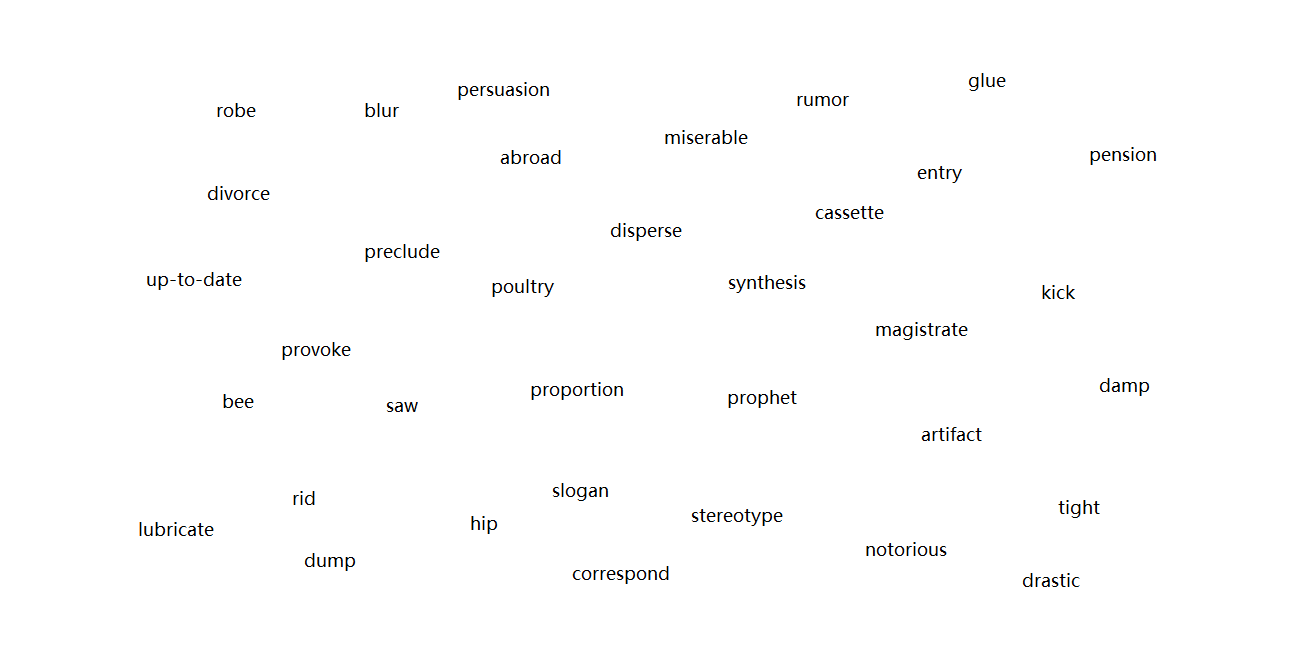 glue
persuasion
rumor
robe
blur
miserable
pension
abroad
entry
divorce
cassette
disperse
preclude
up-to-date
synthesis
poultry
kick
magistrate
provoke
damp
proportion
prophet
bee
saw
artifact
slogan
rid
tight
stereotype
hip
lubricate
notorious
dump
correspond
drastic